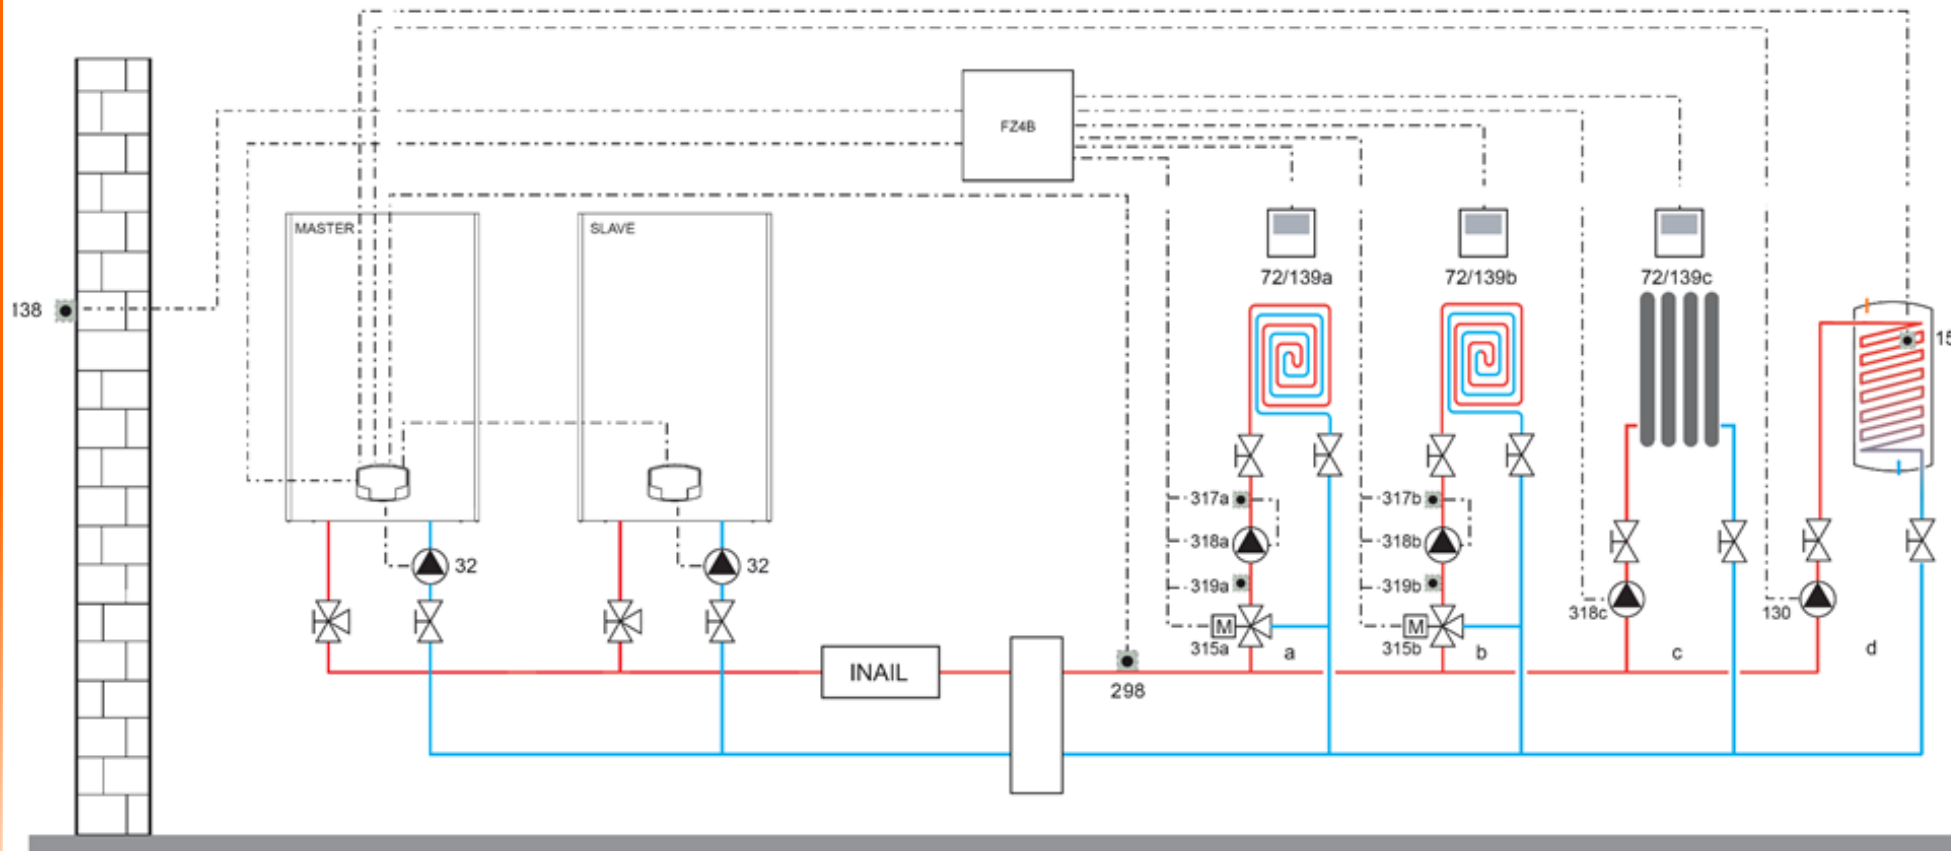 FZ4B
MASTER
SLAVE
72/139a
72/139b
72/139c
138
15
317a
317b
318a
318b
32
32
319a
319b
318c
130
M
M
315a
a
315b
b
c
d
INAIL
298